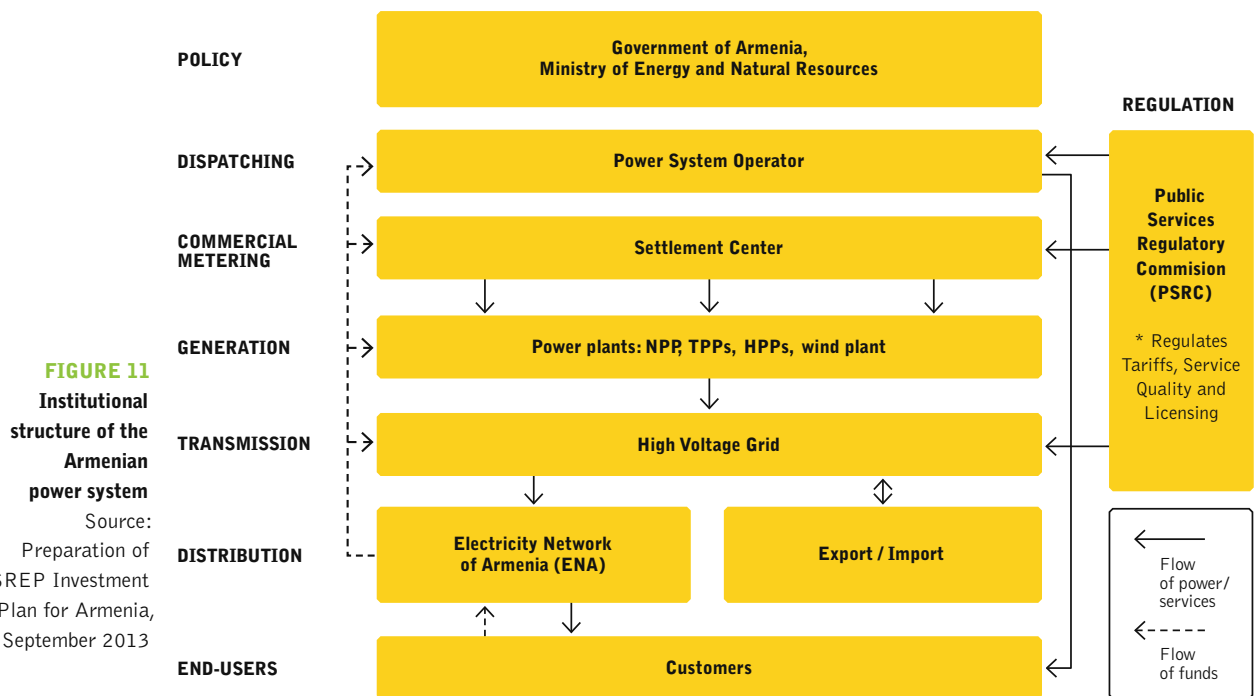 POLICY
Government of Armenia,
Ministry of Energy and Natural Resources
REGULATION
DISPATCHING
Power System Operator
COMMERCIAL
METERING
Settlement Center
Public
Services
Regulatory
Commision
(PSRC)
* Regulates
Tariffs, Service
Quality and
Licensing
GENERATION
Power plants: NPP, TPPs, HPPs, wind plant
FIGURE 11
Institutional
structure of the
Armenian
power system
Source:
Preparation of
SREP Investment
Plan for Armenia,
September 2013
TRANSMISSION
High Voltage Grid
DISTRIBUTION
Electricity Network
of Armenia (ENA)
Export / Import
Flow
of power/
services
Flow
of funds
END-USERS
Customers